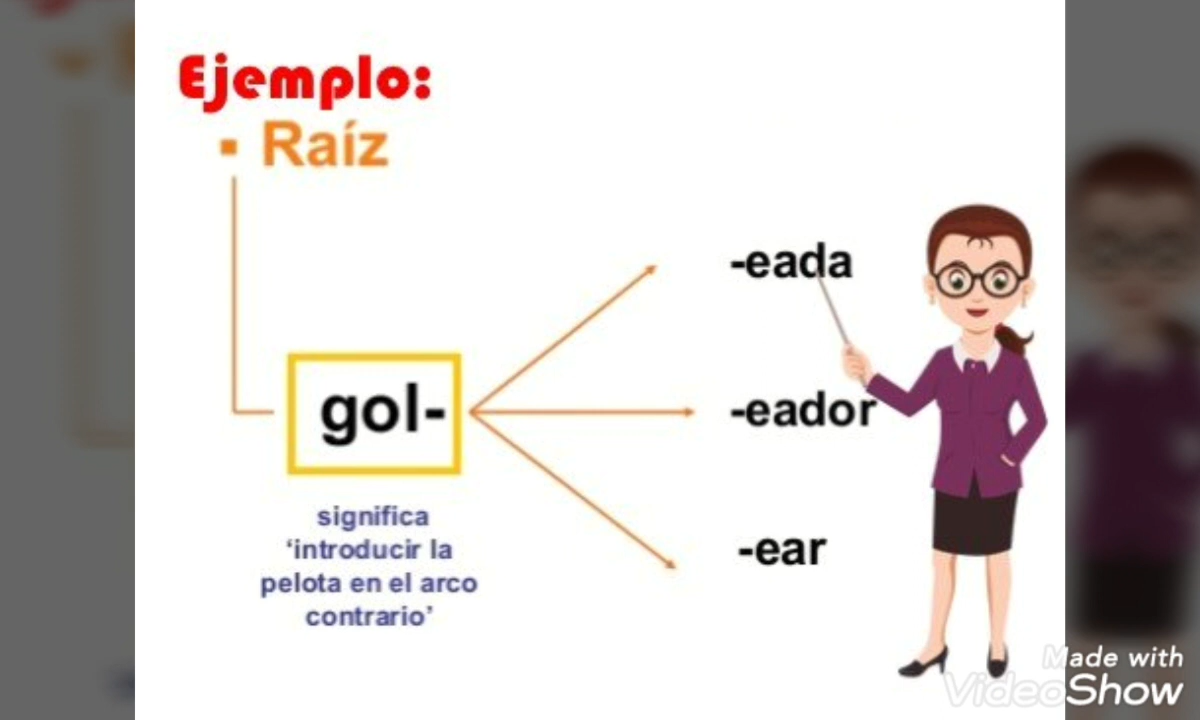 Ejemplo:
▪ Raíz
-eada
gol-
-eador
-ear
significa
‘introducir la
pelota en el arco
contrario’
Made with
VideoShow